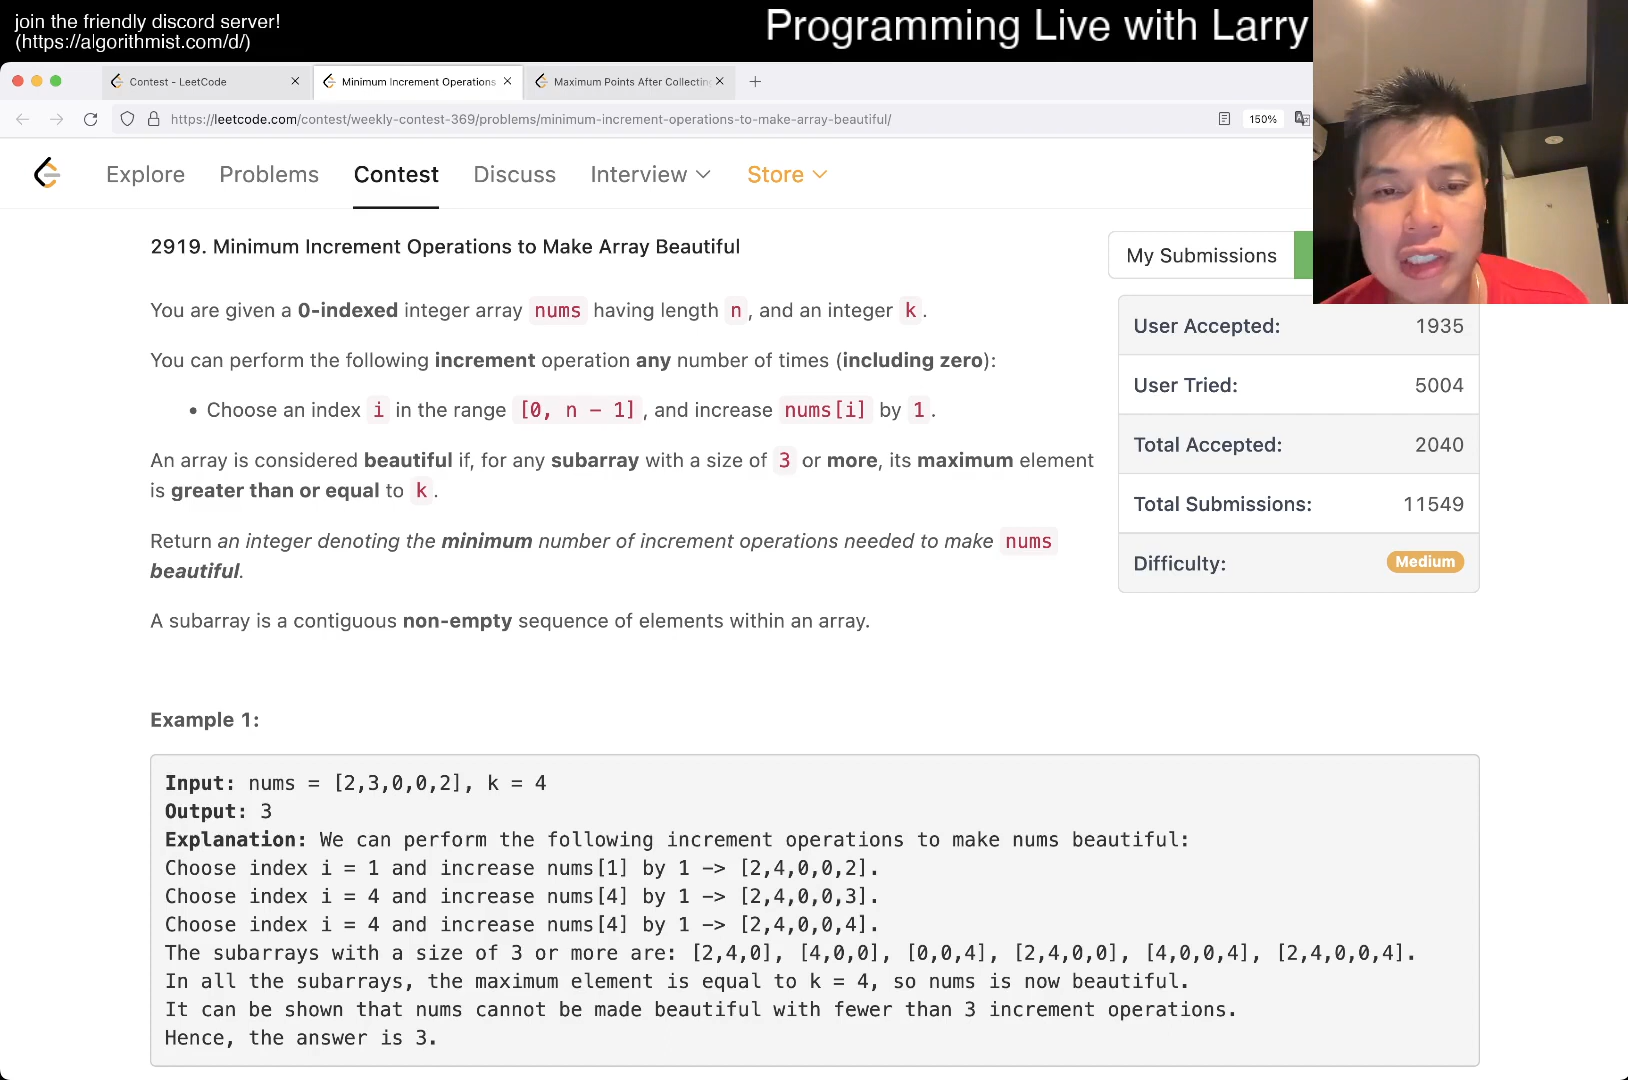 join the friendly discord server!
(https://algorithmist.com/d/)
Programming Live with Larry
Contest - LeetCode
Minimum Increment Operations
Maximum Points After Collectin
https://leetcode.com/contest/weekly-contest-369/problems/minimum-increment-operations-to-make-array-beautiful/
150%
Explore Problems Contest Discuss Interview Store
2919. Minimum Increment Operations to Make Array Beautiful
My Submissions
You are given a 0-indexed integer array nums having length n, and an integer k.
User Accepted: 1935
You can perform the following increment operation any number of times (including zero):
User Tried: 5004
• Choose an index i in the range [0, n - 1], and increase nums[i] by 1.
Total Accepted: 2040
An array is considered beautiful if, for any subarray with a size of 3 or more, its maximum element
is greater than or equal to k.
Total Submissions: 11549
Return an integer denoting the minimum number of increment operations needed to make nums
beautiful.
Difficulty: Medium
A subarray is a contiguous non-empty sequence of elements within an array.
Example 1:
Input: nums = [2,3,0,0,2], k = 4
Output: 3
Explanation: We can perform the following increment operations to make nums beautiful:
Choose index i = 1 and increase nums[1] by 1 -> [2,4,0,0,2].
Choose index i = 4 and increase nums[4] by 1 -> [2,4,0,0,3].
Choose index i = 4 and increase nums[4] by 1 -> [2,4,0,0,4].
The subarrays with a size of 3 or more are: [2,4,0], [4,0,0], [0,0,4], [2,4,0,0], [4,0,0,4], [2,4,0,0,4].
In all the subarrays, the maximum element is equal to k = 4, so nums is now beautiful.
It can be shown that nums cannot be made beautiful with fewer than 3 increment operations.
Hence, the answer is 3.